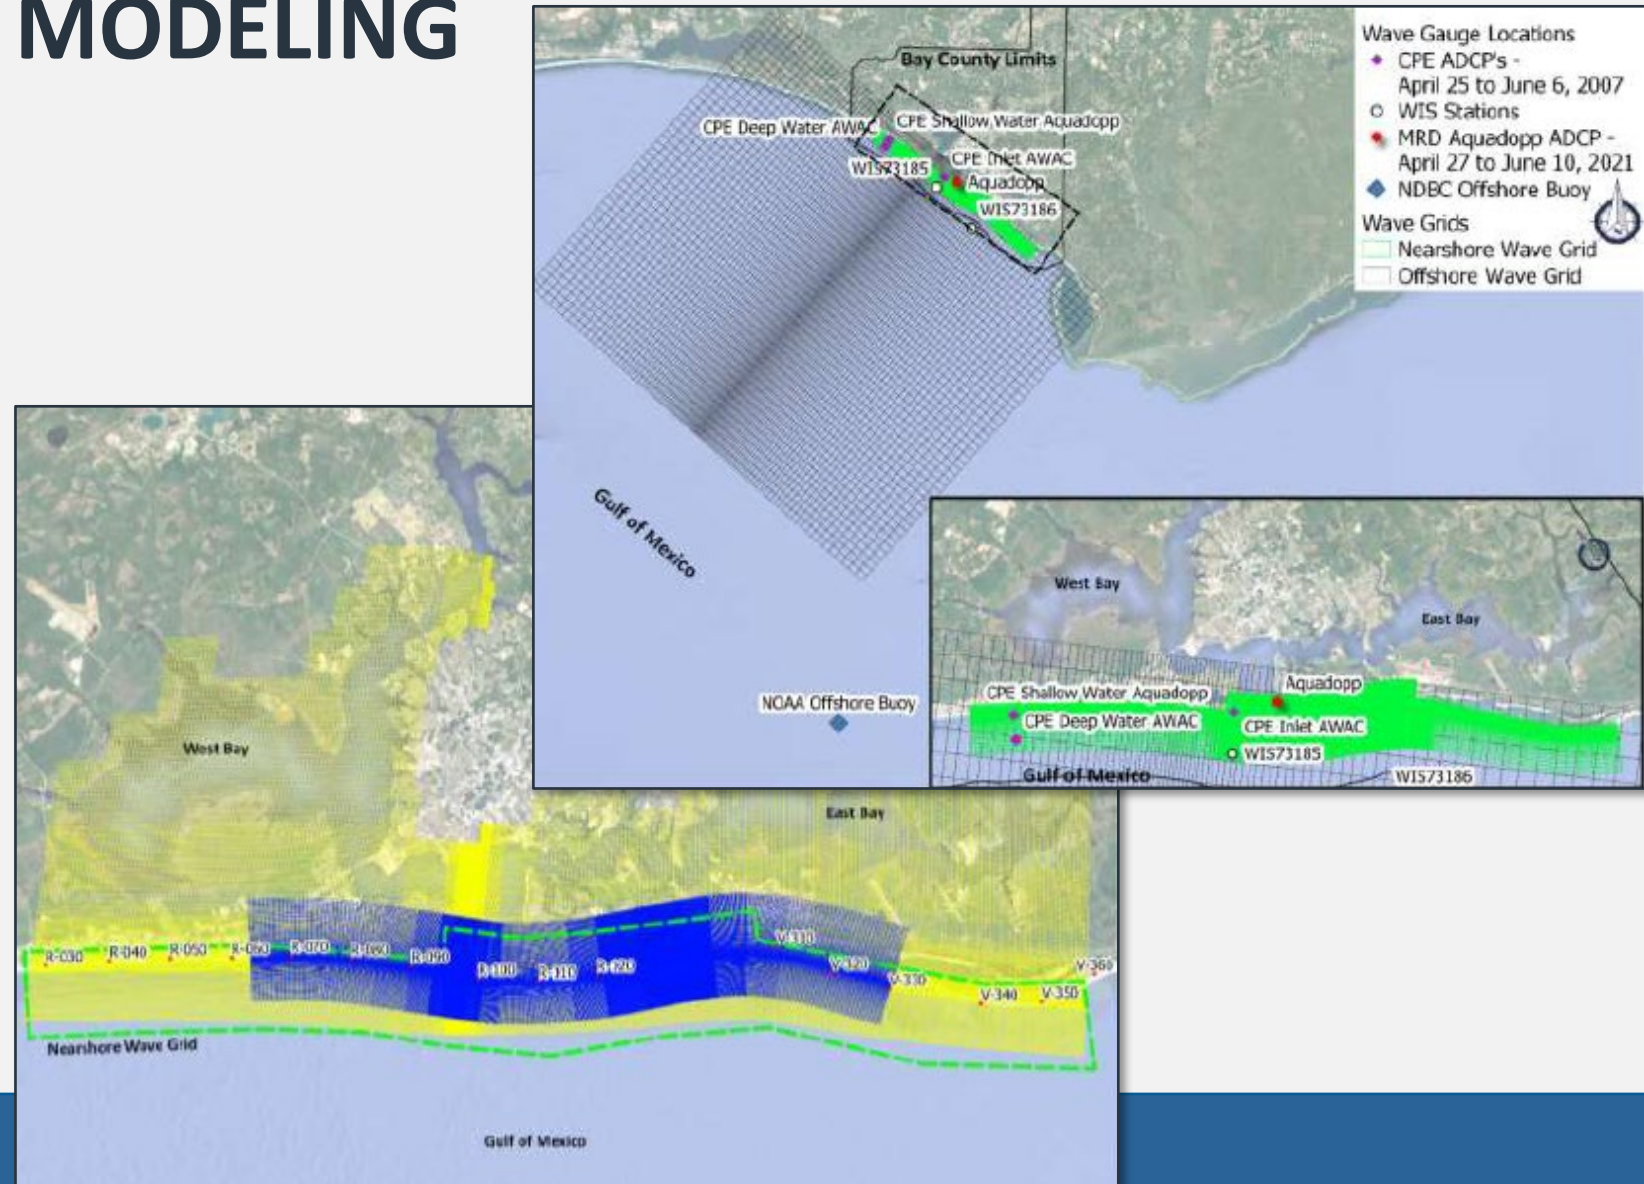 MODELING
Bay County Limits
CPE Deep Water AWAC
CPE Shallow Water Aquadopp
CPE Inlet AWAC
WIS73185
Aquadopp
WIS73186
Wave Gauge Locations
CPE ADCP's -
April 25 to June 6, 2007
WIS Stations
MRD Aquadopp ADCP -
April 27 to June 10, 2021
NDBC Offshore Buoy
Wave Grids
Nearshore Wave Grid
Offshore Wave Grid
Gulf of Mexico
NOAA Offshore Buoy
West Bay
East Bay
Aquadopp
CPE Shallow Water Aquadopp
CPE Deep Water AWAC
CPE Inlet AWAC
WIS73185
Gulf of Mexico
WIS73186
West Bay
East Bay
R-030
R-040
R-050
R-060
R-070
R-080
R-090
R-100
R-110
R-120
V-310
V-320
V-330
V-340
V-350
V-360
Nearshore Wave Grid
Gulf of Mexico